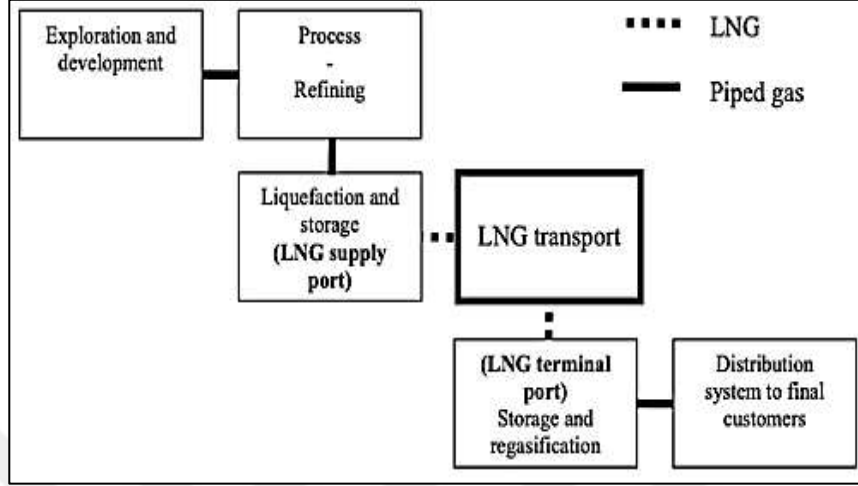 Exploration and
development
Process
-
Refining
LNG
Piped gas
Liquefaction and
storage
(LNG supply
port)
LNG transport
(LNG terminal
port)
Storage and
regasification
Distribution
system to final
customers